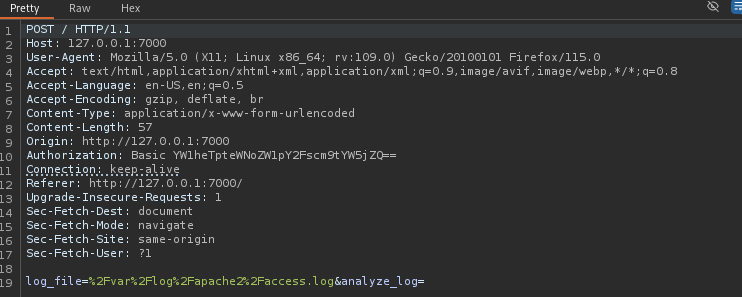 Pretty Raw Hex
1 POST / HTTP/1.1
2 Host: 127.0.0.1:7000
3 User-Agent: Mozilla/5.0 (X11; Linux x86_64; rv:109.0) Gecko/20100101 Firefox/115.0
4 Accept: text/html,application/xhtml+xml,application/xml;q=0.9,image/avif,image/webp,*/*;q=0.8
5 Accept-Language: en-US,en;q=0.5
6 Accept-Encoding: gzip, deflate, br
7 Content-Type: application/x-www-form-urlencoded
8 Content-Length: 57
9 Origin: http://127.0.0.1:7000
10 Authorization: Basic YW1heTpteWNoZW1pY2Fscm9tYW5jZQ==
11 Connection: keep-alive
12 Referer: http://127.0.0.1:7000/
13 Upgrade-Insecure-Requests: 1
14 Sec-Fetch-Dest: document
15 Sec-Fetch-Mode: navigate
16 Sec-Fetch-Site: same-origin
17 Sec-Fetch-User: ?1
18
19 log_file=%2Fvar%2Flog%2Fapache2%2Faccess.log&analyze_log=